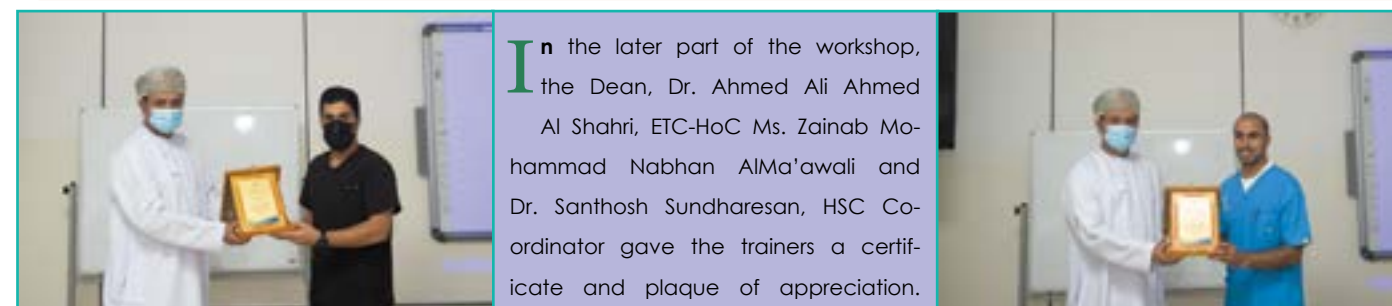 In the later part of the workshop,
the Dean, Dr. Ahmed Ali Ahmed
Al Shahri, ETC-HoC Ms. Zainab Mo-
hammad Nabhan AlMa'awali and
Dr. Santhosh Sundharesan, HSC Co-
ordinator gave the trainers a certif-
icate and plaque of appreciation.